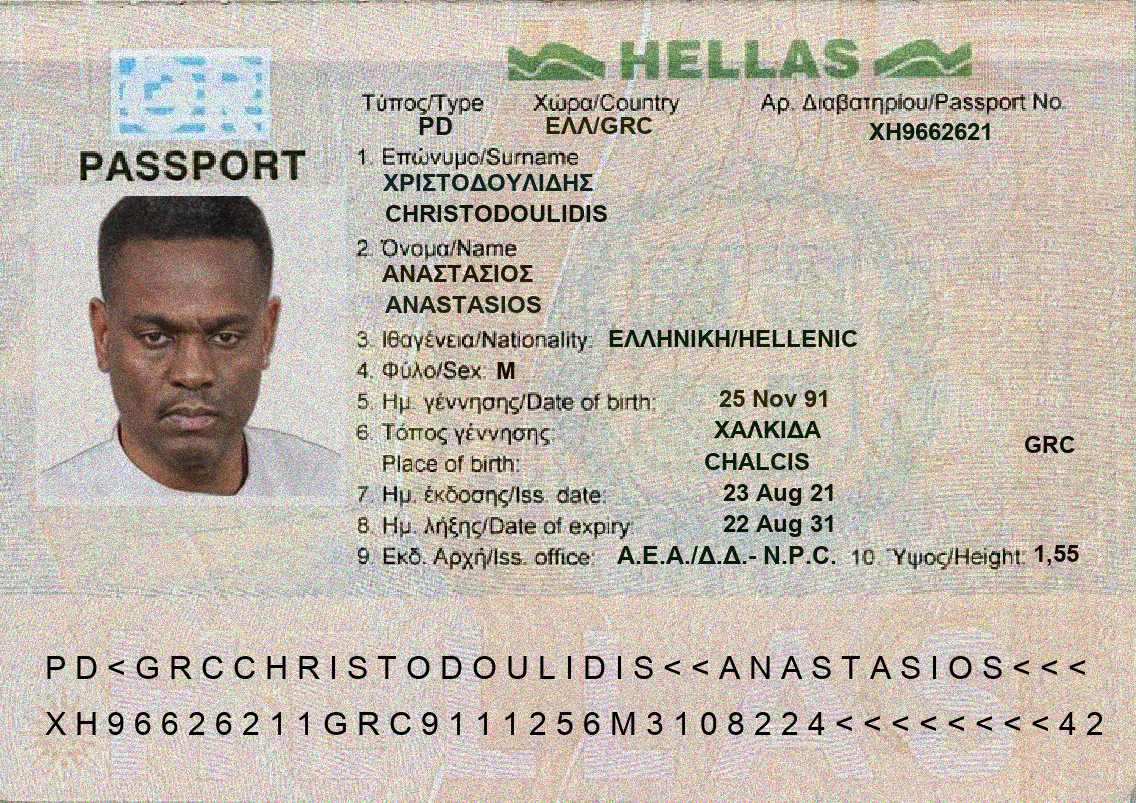 HELLAS
Τύπος/Type Χώρα/Country Αρ. Διαβατηρίου/Passport No.
PD ΕΛΛ/GRC XH9662621
PASSPORT
1. Επώνυμο/Surname
ΧΡΙΣΤΟΔΟΥΛΙΔΗΣ
CHRISTODOULIDIS
2. Όνομα/Name
ΑΝΑΣΤΑΣΙΟΣ
ANASTASIOS
3. Ιθαγένεια/Nationality: ΕΛΛΗΝΙΚΗ/HELLENIC
4. Φύλο/Sex: M
5. Ημ. γέννησης/Date of birth: 25 Nov 91
6. Τόπος γέννησης ΧΑΛΚΙΔΑ
GRC
Place of birth: CHALCIS
7. Ημ. έκδοσης/Iss. date: 23 Aug 21
8. Ημ. λήξης/Date of expiry: 22 Aug 31
9 Εκδ. Αρχή/Iss. office: Α.Ε.Α./Δ.Δ.- N.P.C. 10. Ύψος/Height: 1,55
PD<GRCCHRISTODOULIDIS<<ANASTASIOS<<<
XH96626211GRC9111256M3108224<<<<<<<<42